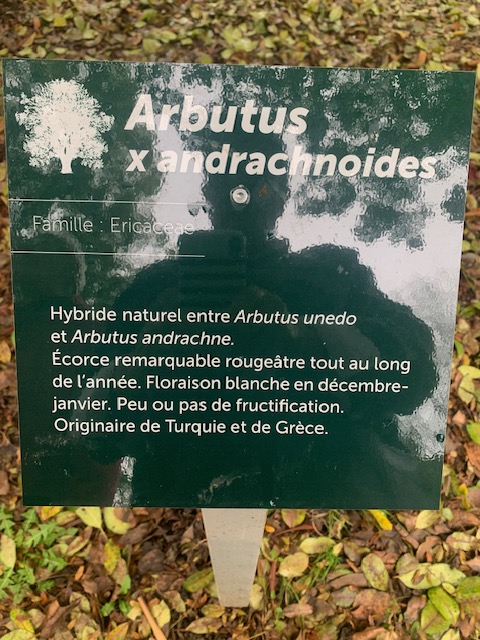 Arbutus
x andrachnoides
Famille : Ericaceae
Hybride naturel entre Arbutus unedo
et Arbutus andrachne.
Écorce remarquable rougeâtre tout au long
de l'année. Floraison blanche en décembre-
janvier. Peu ou pas de fructification.
Originaire de Turquie et de Grèce.